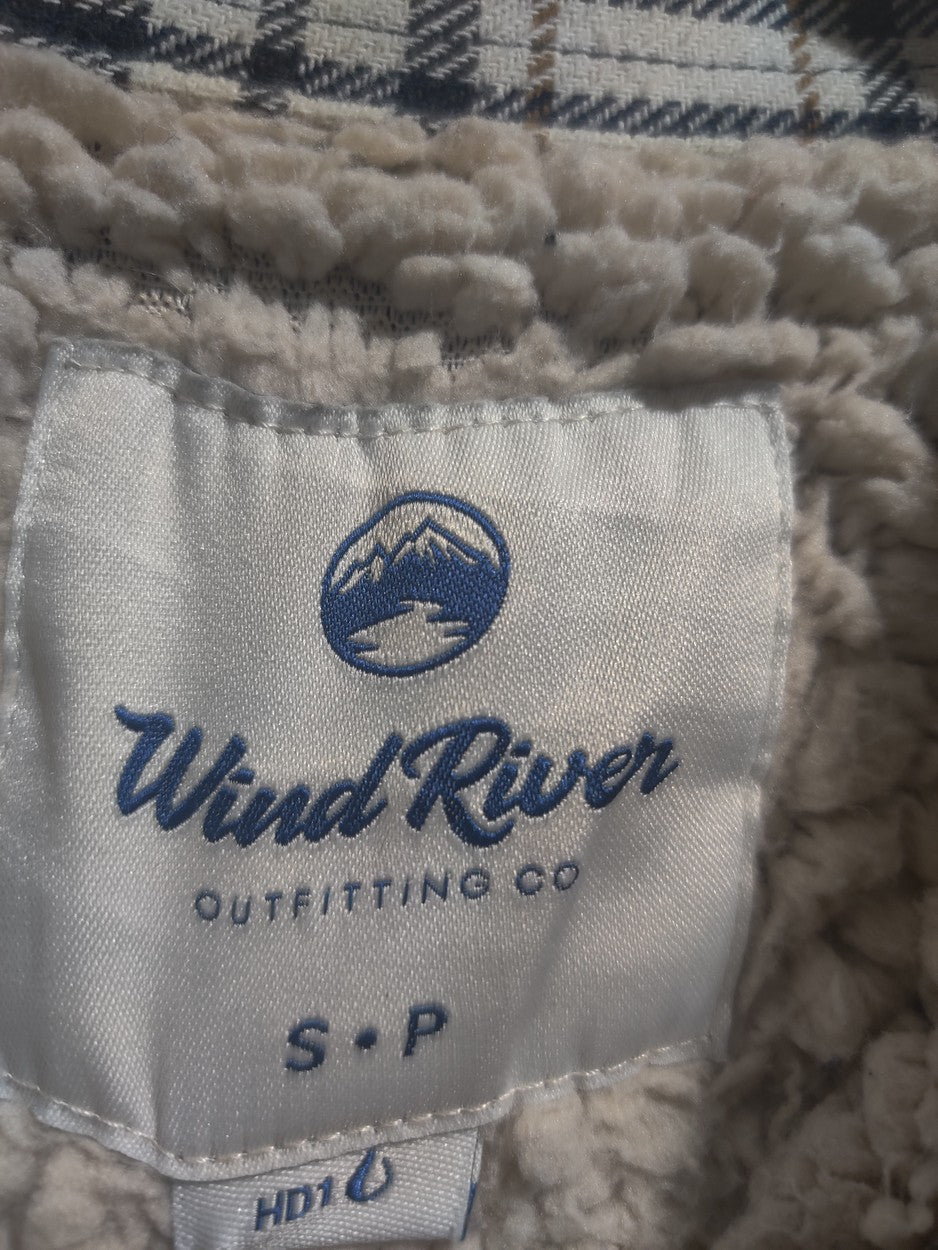 Wind River
OUTFITTING CO
S • P
HD1